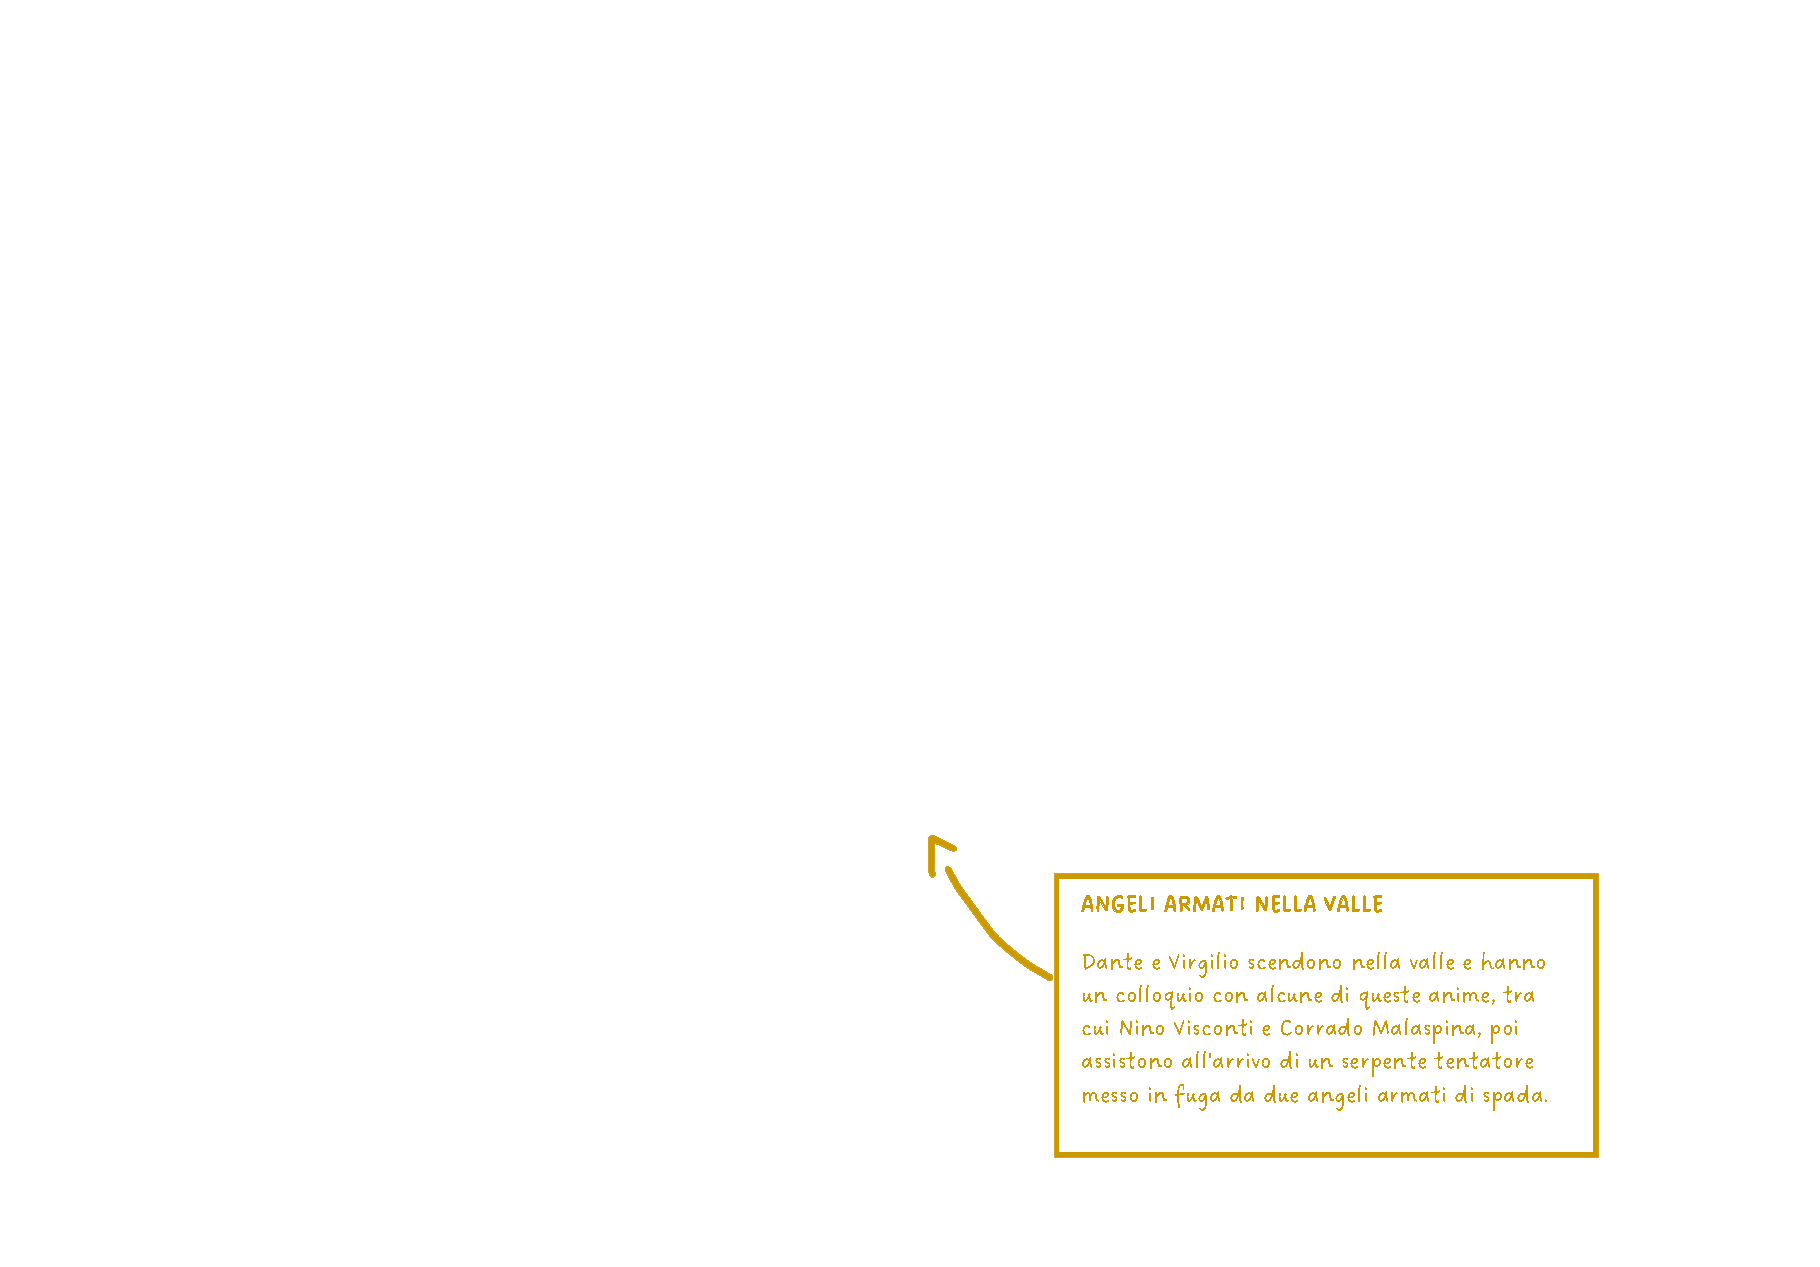 ANGELI ARMATI NELLA VALLE
Dante e Virgilio scendono nella valle e hanno
un colloquio con alcune di queste anime, tra
cui Nino Visconti e Corrado Malaspina, poi
assistono all'arrivo di un serpente tentatore
messo in fuga da due angeli armati di spada.